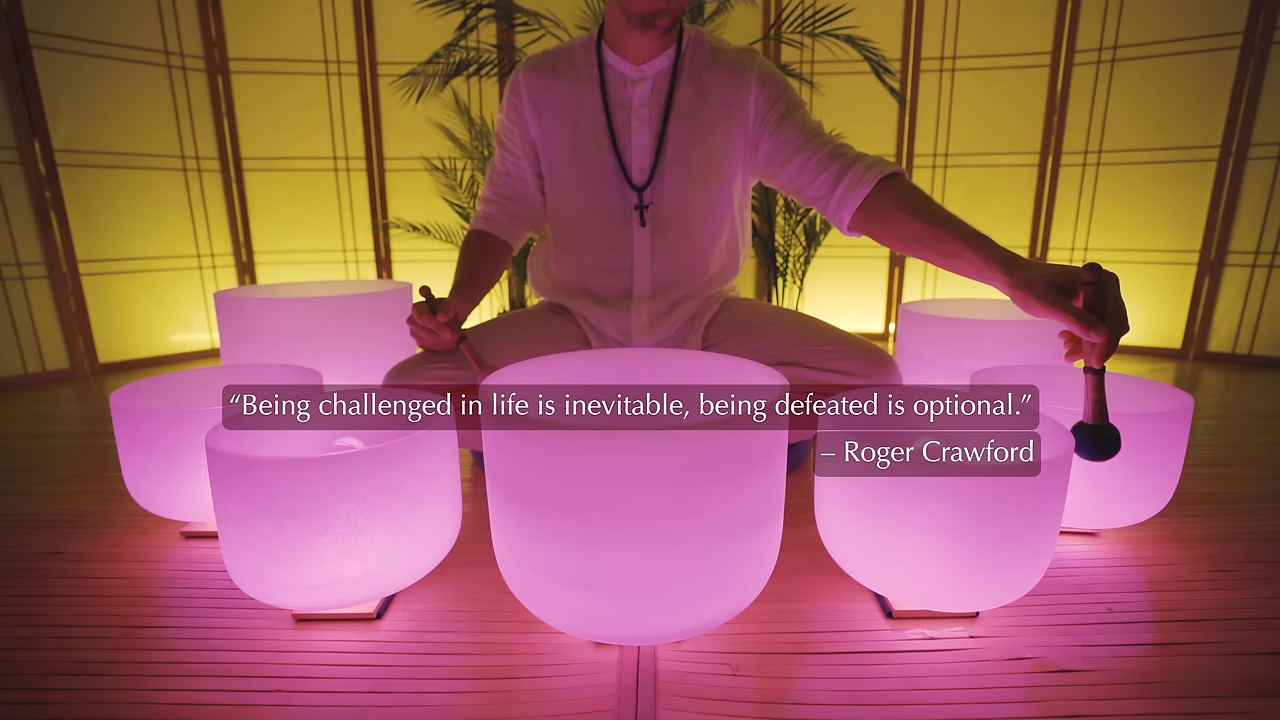 “Being challenged in life is inevitable, being defeated is optional.”
– Roger Crawford